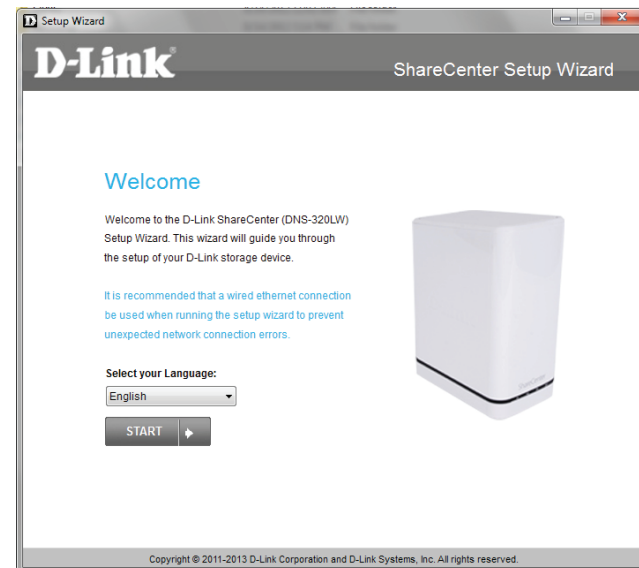 Setup Wizard
D-Link
ShareCenter Setup Wizard
Welcome
Welcome to the D-Link ShareCenter (DNS-320LW)
Setup Wizard. This wizard will guide you through
the setup of your D-Link storage device.
It is recommended that a wired ethernet connection
be used when running the setup wizard to prevent
unexpected network connection errors.
Select your Language:
English
START
ShareCenter
Copyright © 2011-2013 D-Link Corporation and D-Link Systems, Inc. All rights reserved.